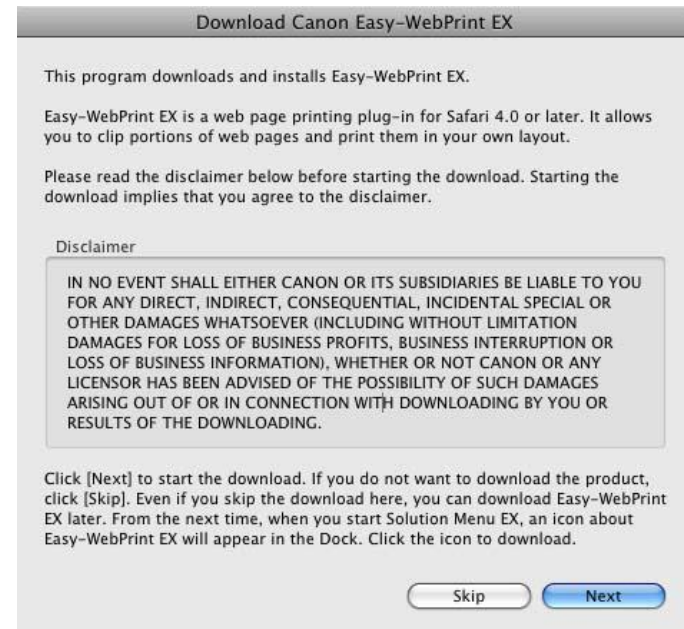 Download Canon Easy-WebPrint EX
This program downloads and installs Easy-WebPrint EX.
Easy-WebPrint EX is a web page printing plug-in for Safari 4.0 or later. It allows
you to clip portions of web pages and print them in your own layout.
Please read the disclaimer below before starting the download. Starting the
download implies that you agree to the disclaimer.
Disclaimer
IN NO EVENT SHALL EITHER CANON OR ITS SUBSIDIARIES BE LIABLE TO YOU
FOR ANY DIRECT, INDIRECT, CONSEQUENTIAL, INCIDENTAL SPECIAL OR
OTHER DAMAGES WHATSOEVER (INCLUDING WITHOUT LIMITATION
DAMAGES FOR LOSS OF BUSINESS PROFITS, BUSINESS INTERRUPTION OR
LOSS OF BUSINESS INFORMATION), WHETHER OR NOT CANON OR ANY
LICENSOR HAS BEEN ADVISED OF THE POSSIBILITY OF SUCH DAMAGES
ARISING OUT OF OR IN CONNECTION WITH DOWNLOADING BY YOU OR
RESULTS OF THE DOWNLOADING.
Click [Next] to start the download. If you do not want to download the product,
click [Skip]. Even if you skip the download here, you can download Easy-WebPrint
EX later. From the next time, when you start Solution Menu EX, an icon about
Easy-WebPrint EX will appear in the Dock. Click the icon to download.
Skip Next